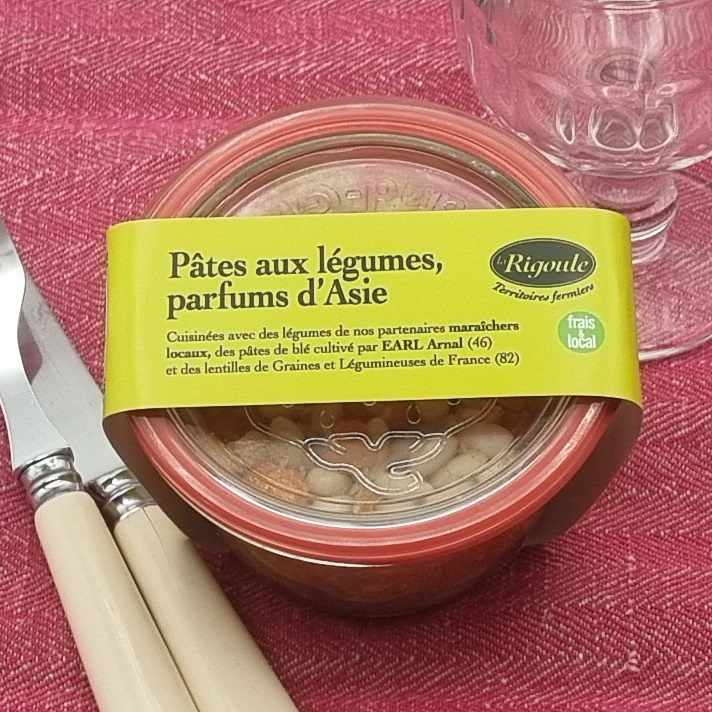 Pâtes aux légumes,
parfums d'Asie
Cuisinées avec des légumes de nos partenaires maraîchers
locaux, des pâtes de blé cultivé par EARL Arnal (46)
et des lentilles de Graines et Légumineuses de France (82)
la Rigoule
Territoires fermiers
frais
&
local